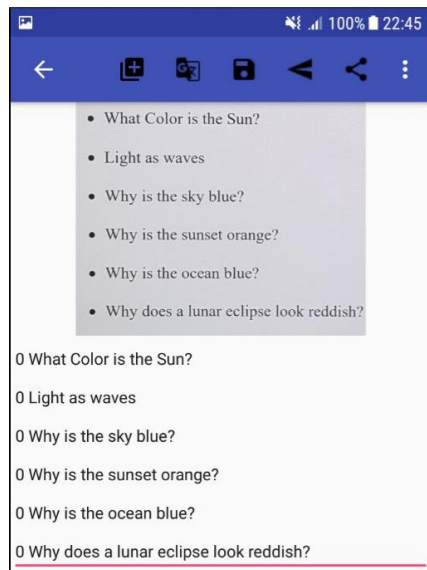 100% 22:45
• What Color is the Sun?
• Light as waves
• Why is the sky blue?
• Why is the sunset orange?
• Why is the ocean blue?
• Why does a lunar eclipse look reddish?
0 What Color is the Sun?
0 Light as waves
0 Why is the sky blue?
0 Why is the sunset orange?
0 Why is the ocean blue?
0 Why does a lunar eclipse look reddish?